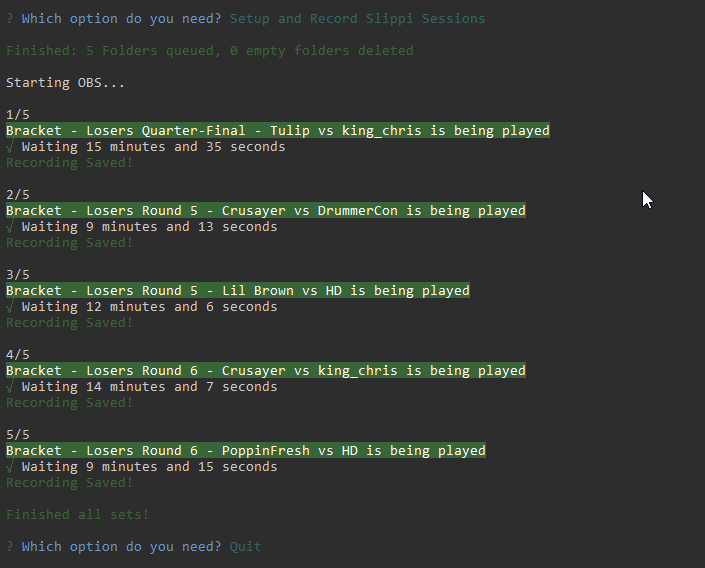 ? Which option do you need? Setup and Record Slippi Sessions
Finished: 5 Folders queued, 0 empty folders deleted
Starting OBS...
1/5
Bracket - Losers Quarter-Final - Tulip vs king_chris is being played
√ Waiting 15 minutes and 35 seconds
Recording Saved!
2/5
Bracket - Losers Round 5 - Crusayer vs DrummerCon is being played
√ Waiting 9 minutes and 13 seconds
Recording Saved!
3/5
Bracket - Losers Round 5 - Lil Brown vs HD is being played
√ Waiting 12 minutes and 6 seconds
Recording Saved!
4/5
Bracket - Losers Round 6 - Crusayer vs king_chris is being played
√ Waiting 14 minutes and 7 seconds
Recording Saved!
5/5
Bracket - Losers Round 6 - PoppinFresh vs HD is being played
√ Waiting 9 minutes and 15 seconds
Recording Saved!
Finished all sets!
? Which option do you need? Quit